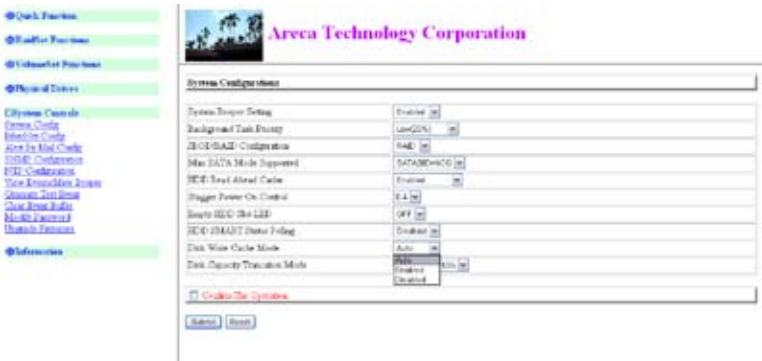 Quick Function
RaidSet Functions
VolumeSet Functions
Physical Drives
System Controls
System Config
EtherNet Config
Alert By Mail Config
SNMP Configuration
NTP Configuration
View Events/Mute Beeper
Generate Test Event
Clear Event Buffer
Modify Password
Upgrade Firmware
Information
Areca Technology Corporation
System Configurations
System Beeper Setting Enabled
Background Task Priority Low(20%)
JBOD/RAID Configuration RAID
Max SATA Mode Supported SATA300+NCQ
HDD Read Ahead Cache Enabled
Stagger Power On Control 0.4
Empty HDD Slot LED OFF
HDD SMART Status Polling
Disk Write Cache Mode Auto
Auto
Enabled
Disabled
Disk Capacity Truncation Mode
Confirm The Operation
Submit Reset